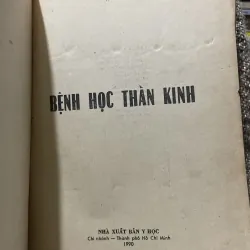 BỆNH HỌC THẦN KINH
NHÀ XUẤT BẢN Y HỌC
Chi nhánh — Thành phố Hồ Chí Minh
1990